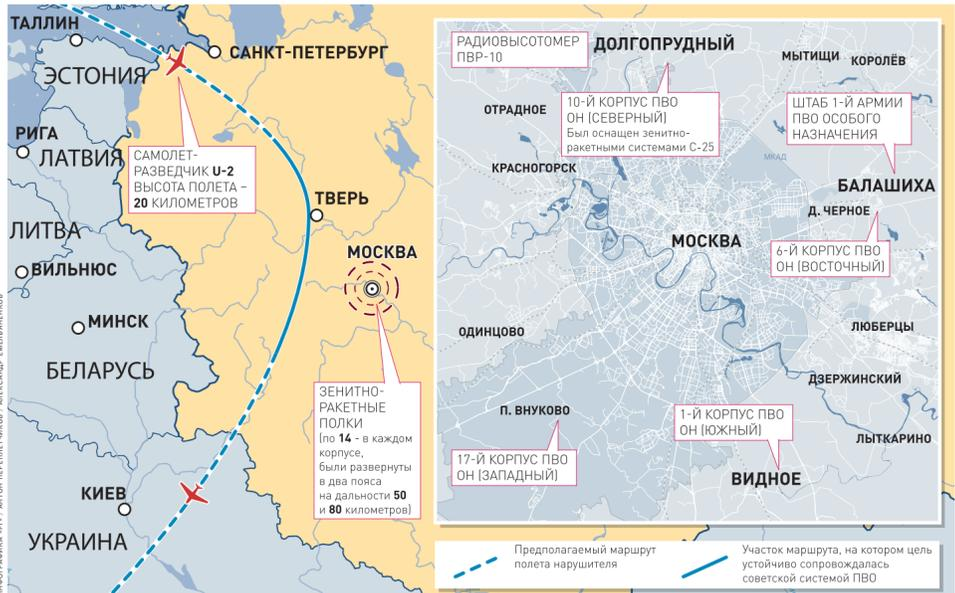 ТАЛЛИН
САНКТ-ПЕТЕРБУРГ
ЭСТОНИЯ
РИГА
ЛАТВИЯ
САМОЛЕТ-
РАЗВЕДЧИК U-2
ВЫСОТА ПОЛЕТА –
20 КИЛОМЕТРОВ
ТВЕРЬ
ЛИТВА
МОСКВА
ВИЛЬНЮС
МИНСК
БЕЛАРУСЬ
ЗЕНИТНО-
РАКЕТНЫЕ
ПОЛКИ
(по 14 - в каждом
корпусе,
были развернуты
в два пояса
на дальности 50
и 80 километров)
КИЕВ
УКРАИНА
РАДИОВЫСОТОМЕР
ПВР-10
ДОЛГОПРУДНЫЙ
МЫТИЩИ
КОРОЛЁВ
ОТРАДНОЕ
10-Й КОРПУС ПВО
ОН (СЕВЕРНЫЙ)
Был оснащен зенитно-
ракетными системами С-25
ШТАБ 1-Й АРМИИ
ПВО ОСОБОГО
НАЗНАЧЕНИЯ
МКАД
КРАСНОГОРСК
БАЛАШИХА
Д. ЧЕРНОЕ
МОСКВА
6-Й КОРПУС ПВО
ОН (ВОСТОЧНЫЙ)
ОДИНЦОВО
ЛЮБЕРЦЫ
ДЗЕРЖИНСКИЙ
П. ВНУКОВО
1-Й КОРПУС ПВО
ОН (ЮЖНЫЙ)
ЛЫТКАРИНО
17-Й КОРПУС ПВО
ОН (ЗАПАДНЫЙ)
ВИДНОЕ
Предполагаемый маршрут
полета нарушителя
Участок маршрута, на котором цель
устойчиво сопровождалась
советской системой ПВО